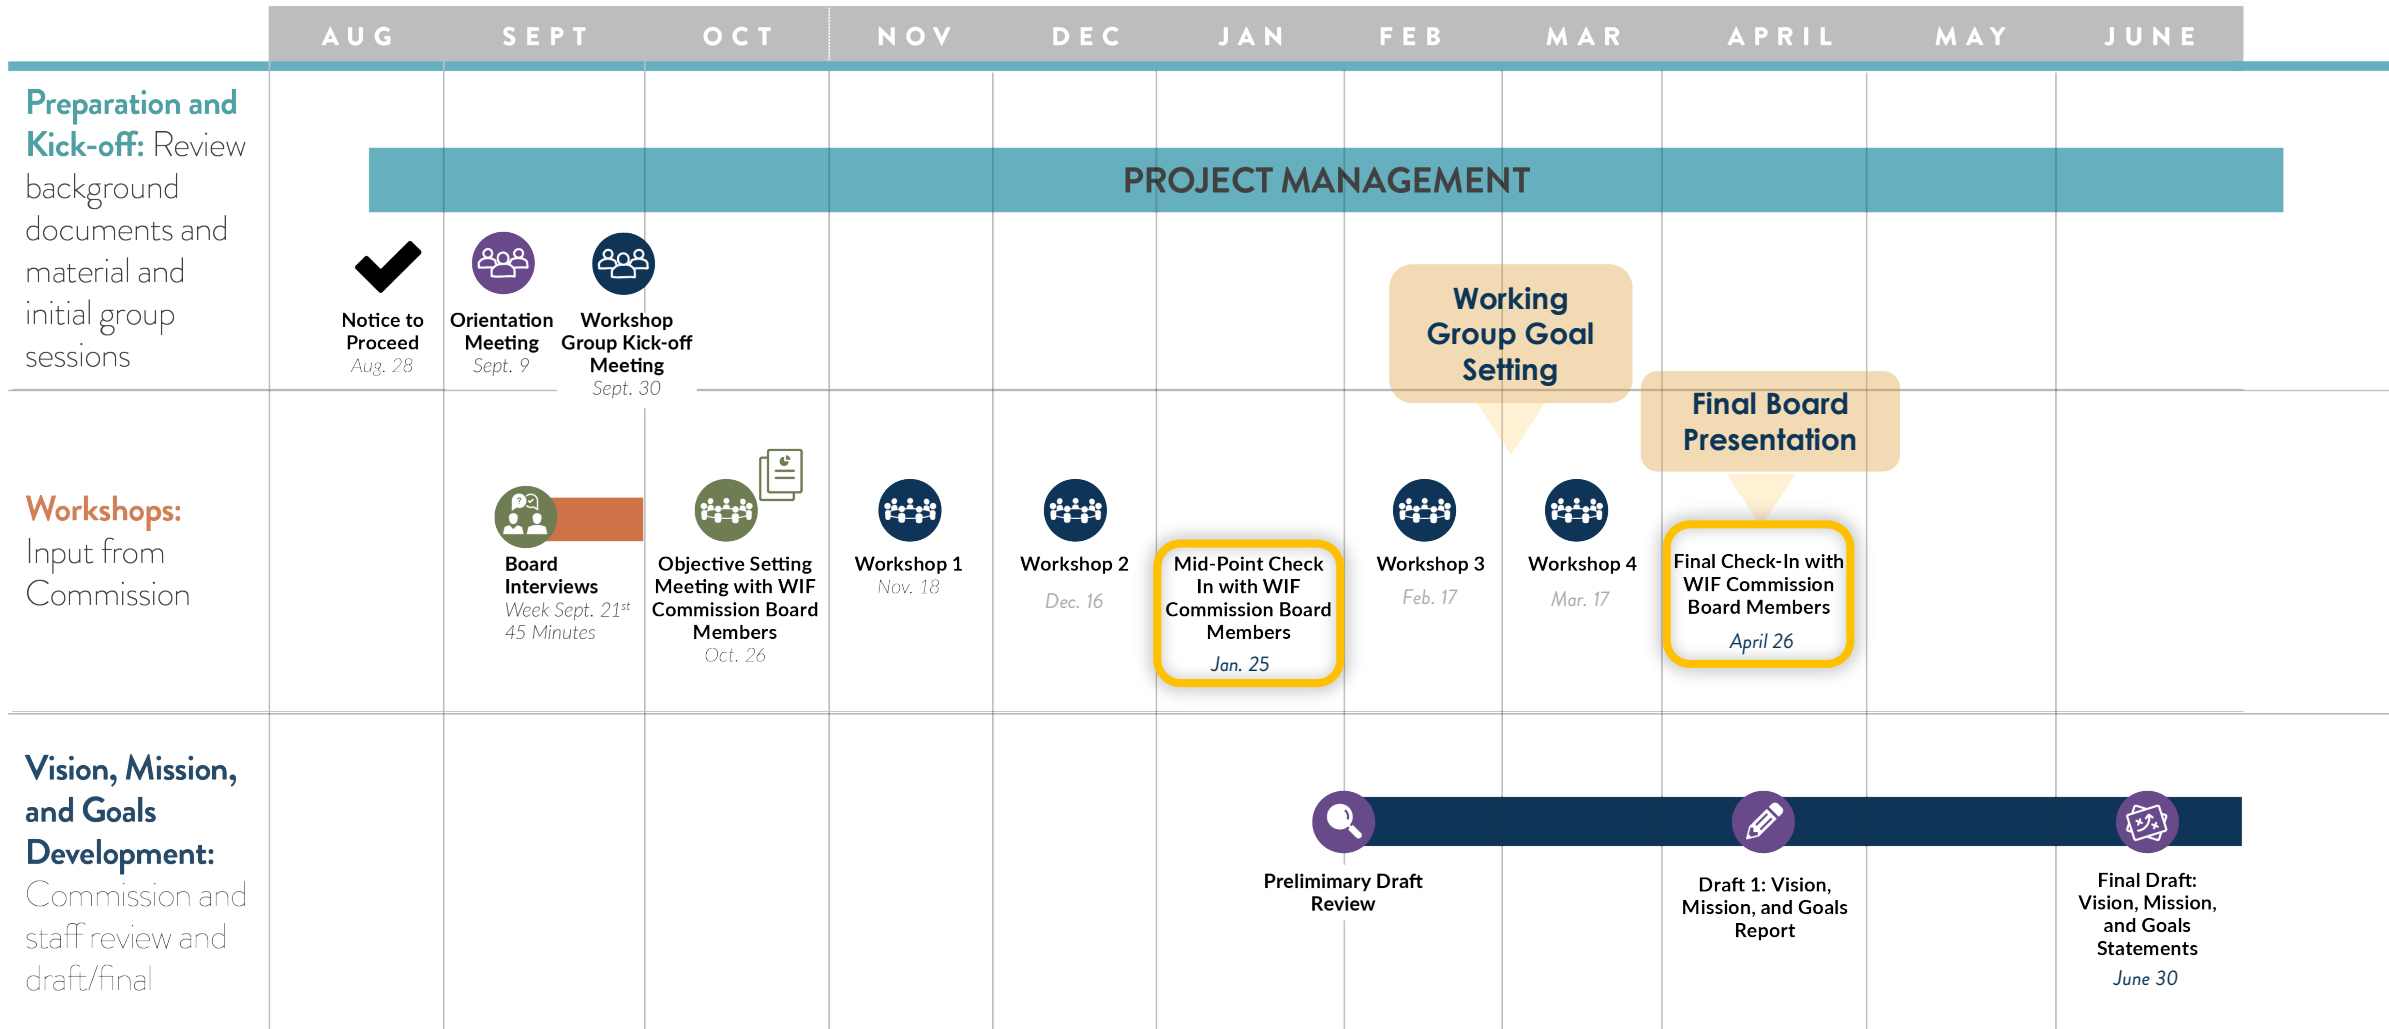 AUG SEPT OCT NOV DEC JAN FEB MAR APRIL MAY JUNE
Preparation and
Kick-off: Review
background
documents and
material and
initial group
sessions
PROJECT MANAGEMENT
Notice to
Proceed
Aug. 28
Orientation
Meeting
Sept. 9
Workshop
Group Kick-off
Meeting
Sept. 30
Working
Group Goal
Setting
Final Board
Presentation
Workshops:
Input from
Commission
Board
Interviews
Week Sept. 21st
45 Minutes
Objective Setting
Meeting with WIF
Commission Board
Members
Oct. 26
Workshop 1
Nov. 18
Workshop 2
Dec. 16
Mid-Point Check
In with WIF
Commission Board
Members
Jan. 25
Workshop 3
Feb. 17
Workshop 4
Mar. 17
Final Check-In with
WIF Commission
Board Members
April 26
Vision, Mission,
and Goals
Development:
Commission and
staff review and
draft/final
Prelimimary Draft
Review
Draft 1: Vision,
Mission, and Goals
Report
Final Draft:
Vision, Mission,
and Goals
Statements
June 30